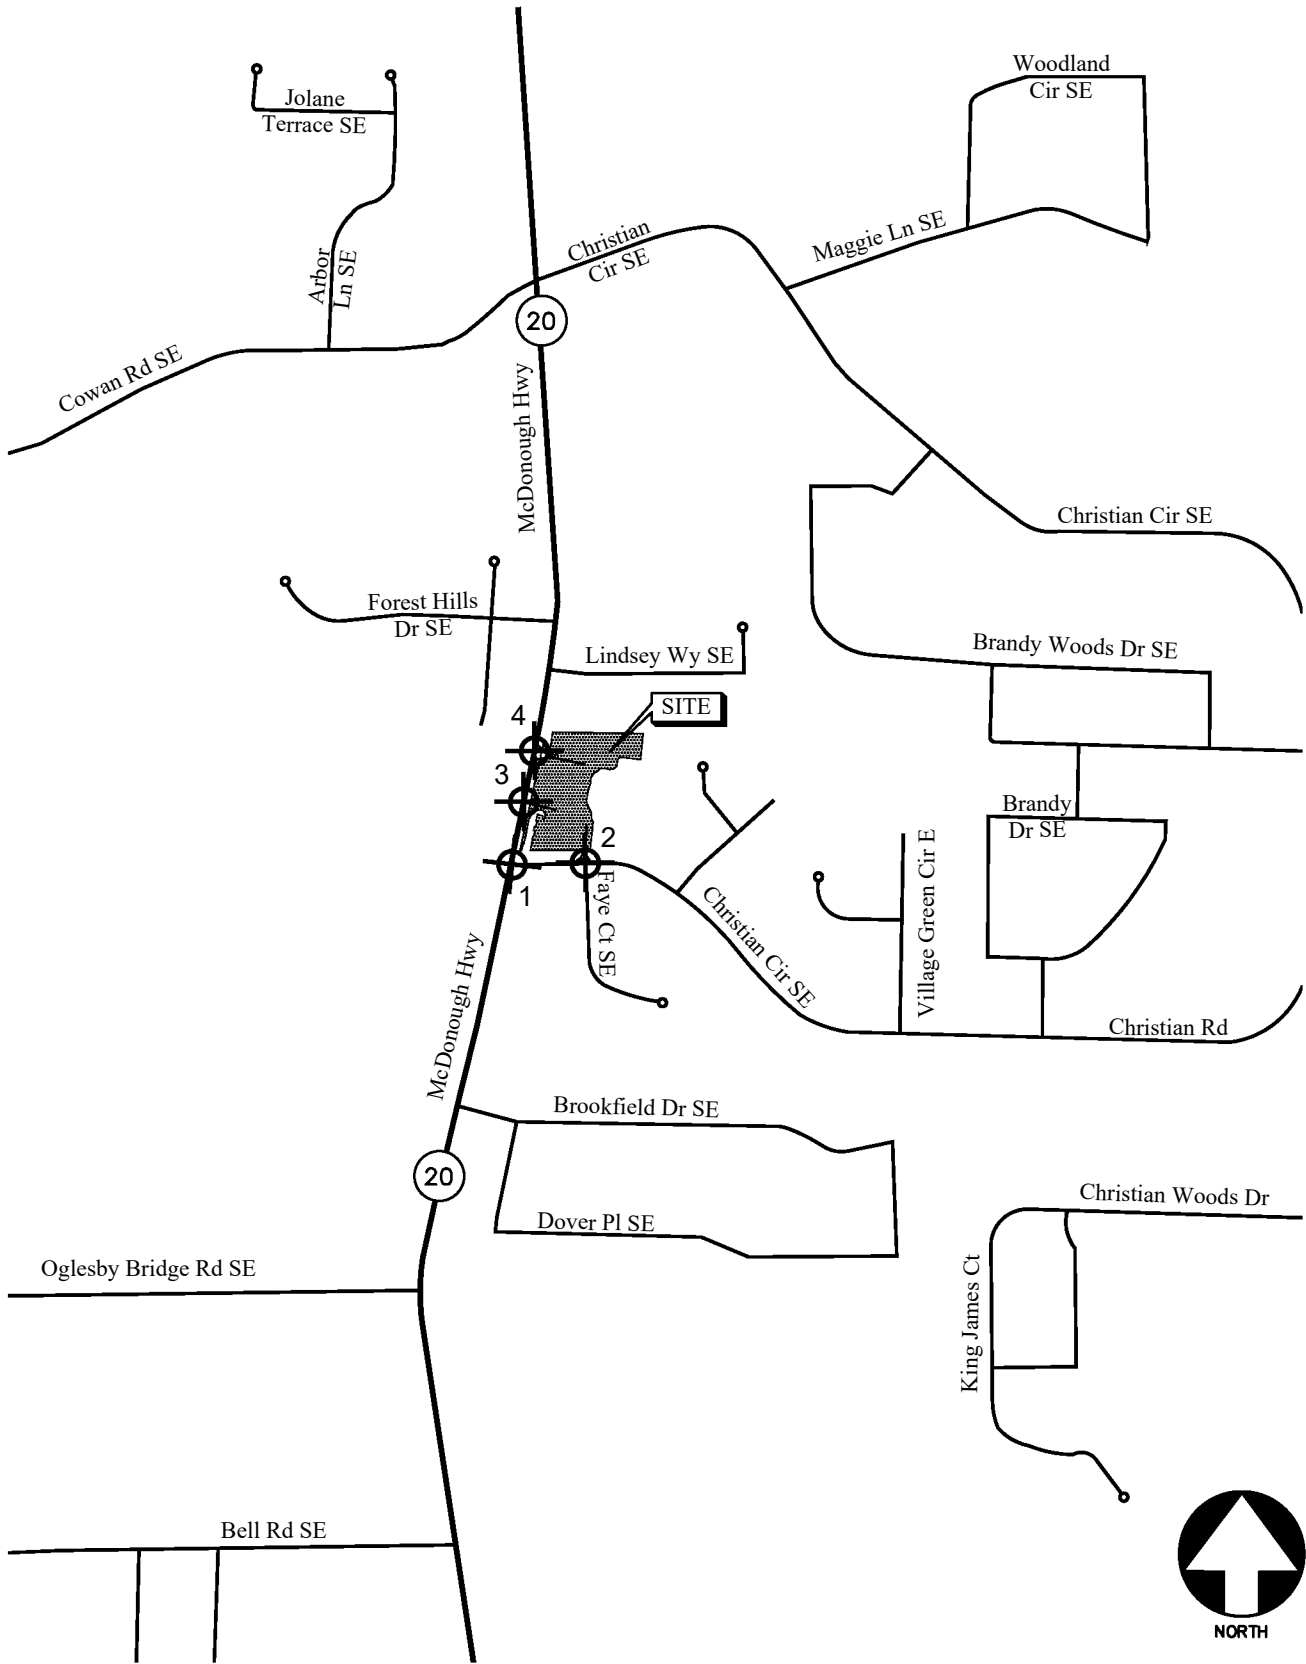 Woodland
Cir SE
Jolane
Terrace SE
Maggie Ln SE
Christian
Cir SE
Arbor
Ln SE
20
Cowan Rd SE
McDonough Hwy
Christian Cir SE
Forest Hills
Dr SE
Lindsey Wy SE
Brandy Woods Dr SE
SITE
4
3
Brandy
Dr SE
2
1
Faye Ct SE
Christian Cir SE
Village Green Cir E
McDonough Hwy
Christian Rd
Brookfield Dr SE
20
Christian Woods Dr
Dover Pl SE
Oglesby Bridge Rd SE
King James Ct
Bell Rd SE
NORTH